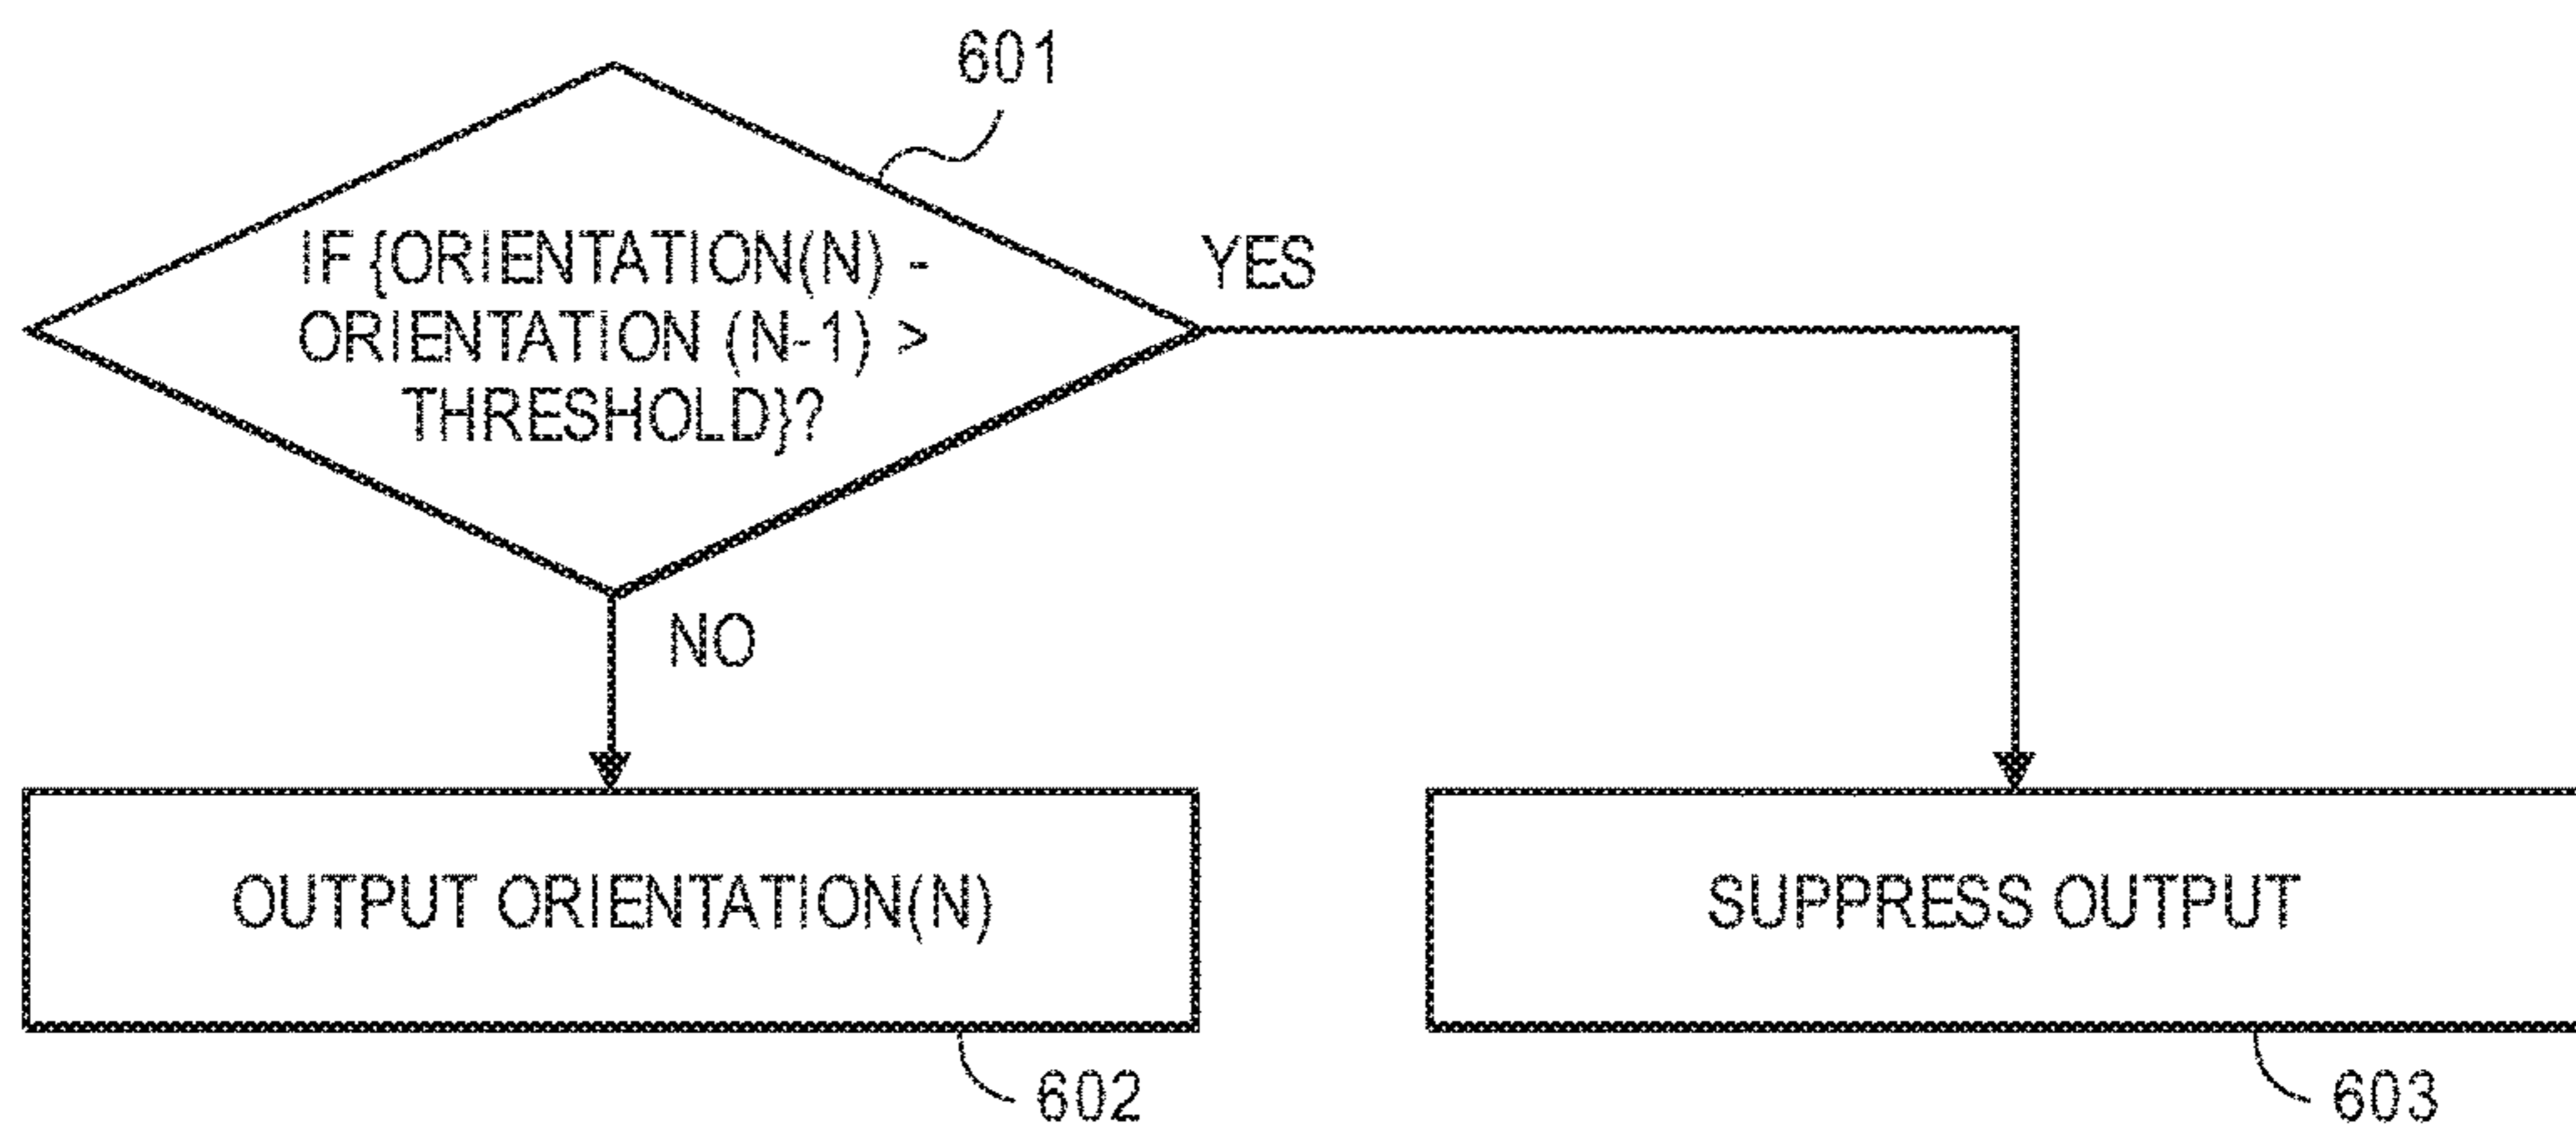 601
IF {ORIENTATION(N) -
ORIENTATION (N-1) >
THRESHOLD}?
YES
NO
OUTPUT ORIENTATION(N)
SUPPRESS OUTPUT
602
603